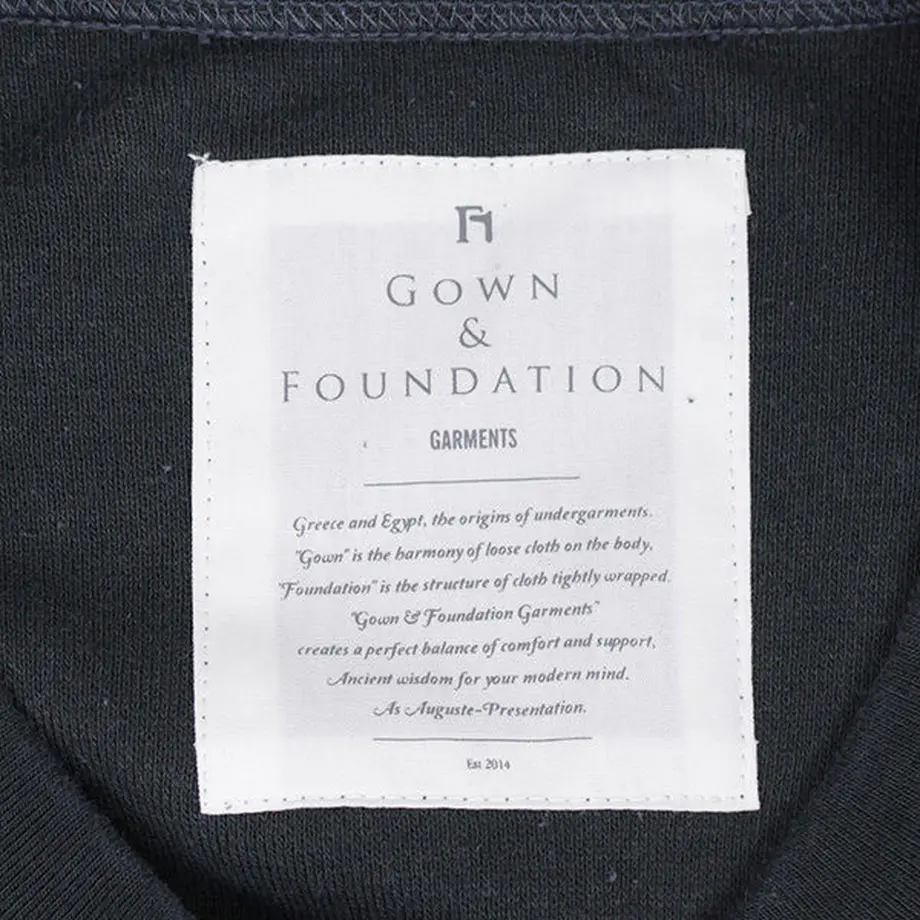 GOWN
&
FOUNDATION
GARMENTS
Greece and Egypt, the origins of undergarments.
"Gown" is the harmony of loose cloth on the body,
"Foundation" is the structure of cloth tightly wrapped.
"Gown & Foundation Garments"
creates a perfect balance of comfort and support,
Ancient wisdom for your modern mind.
As Auguste-Presentation.
Est 2014